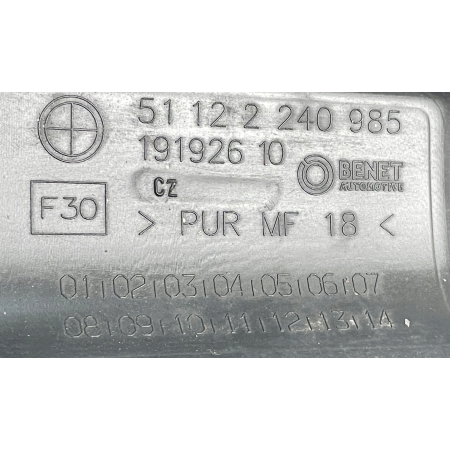 51 12 2 240 985
191926 10
BENET
AUTOMOTIVE
CZ
F30
> PUR MF 18 <
01 02 03 04 05 06 07
08 09 10 11 12 13 14